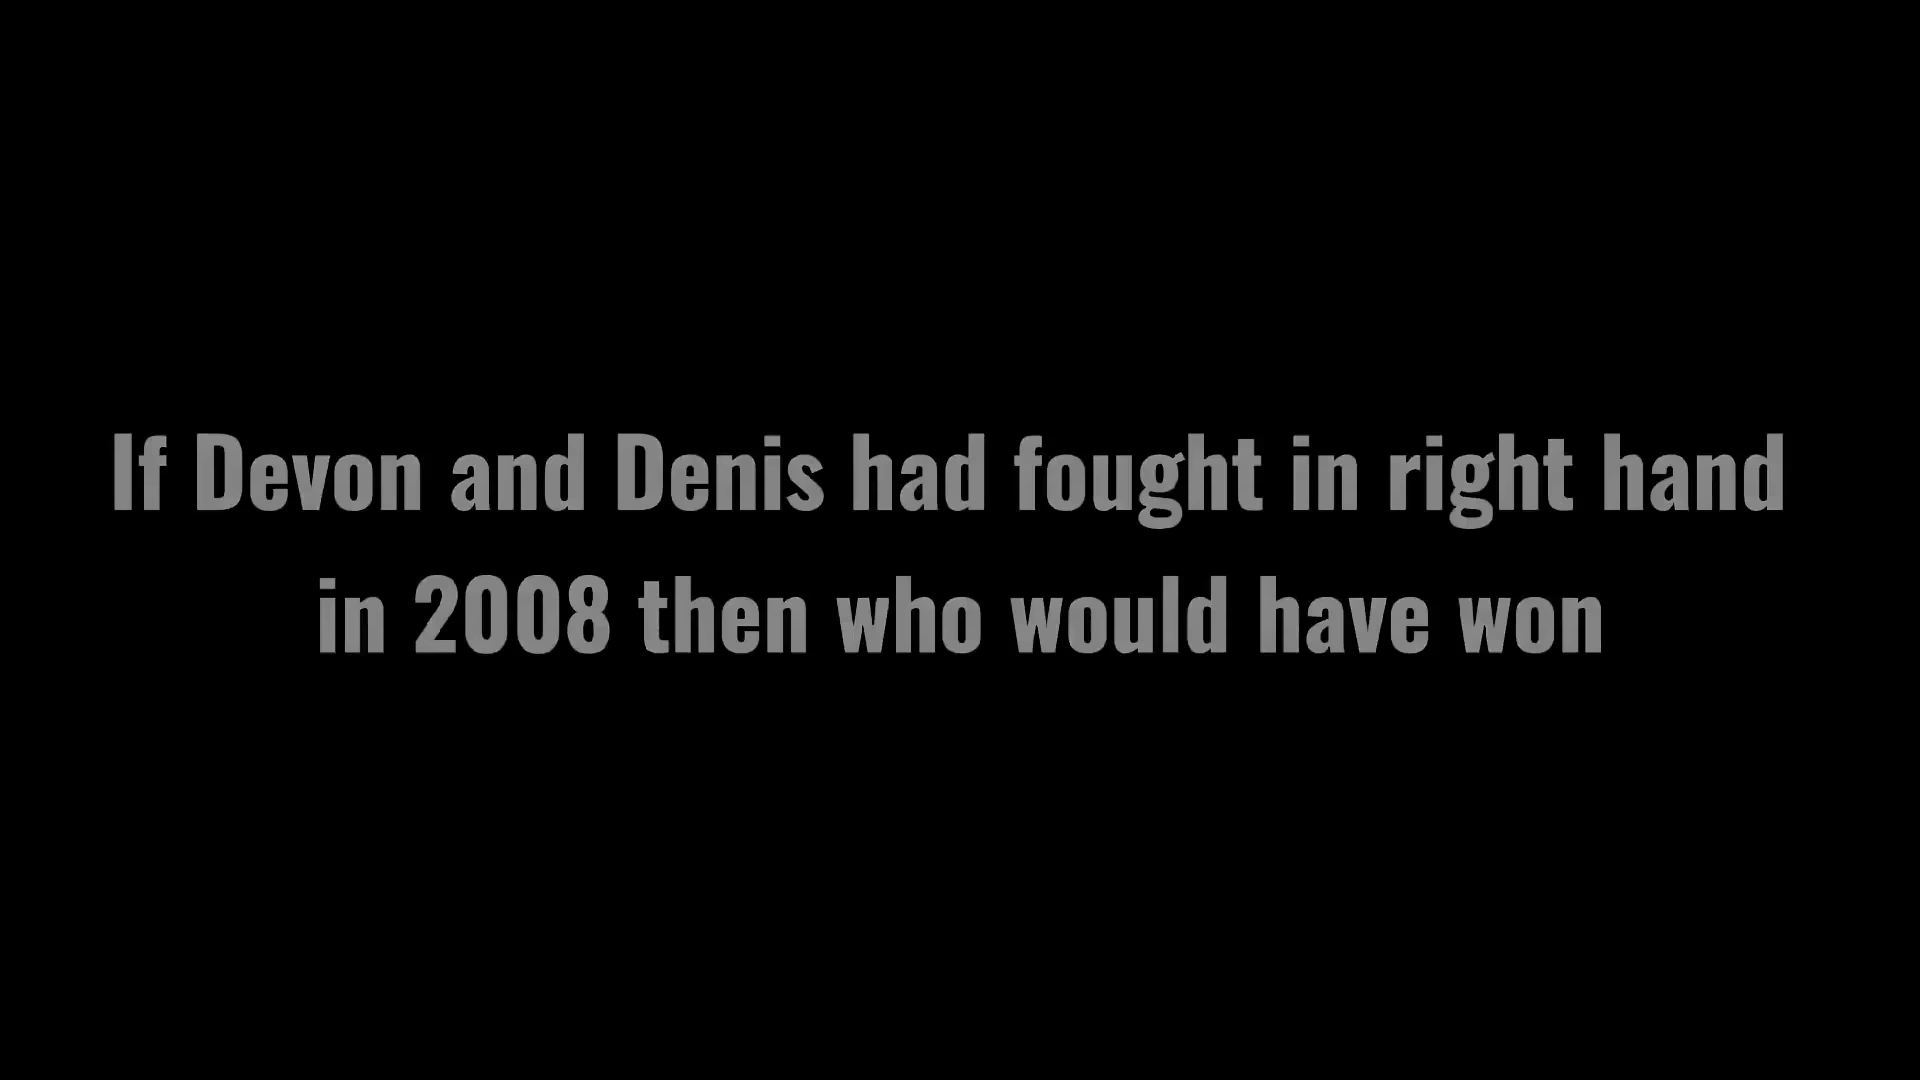 If Devon and Denis had fought in right hand
in 2008 then who would have won